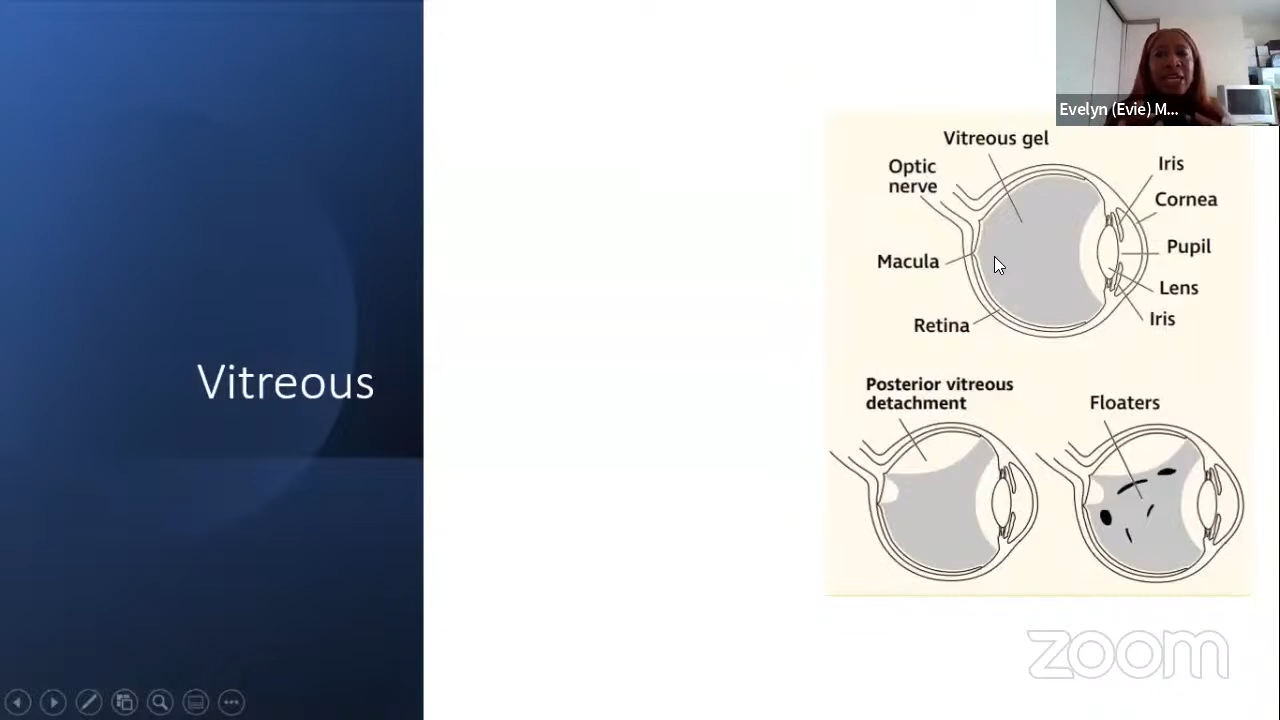 Evelyn (Evie) M...
Vitreous
Vitreous gel
Optic
nerve
Iris
Cornea
Macula
Pupil
Lens
Retina
Iris
Posterior vitreous
detachment
Floaters
zoom